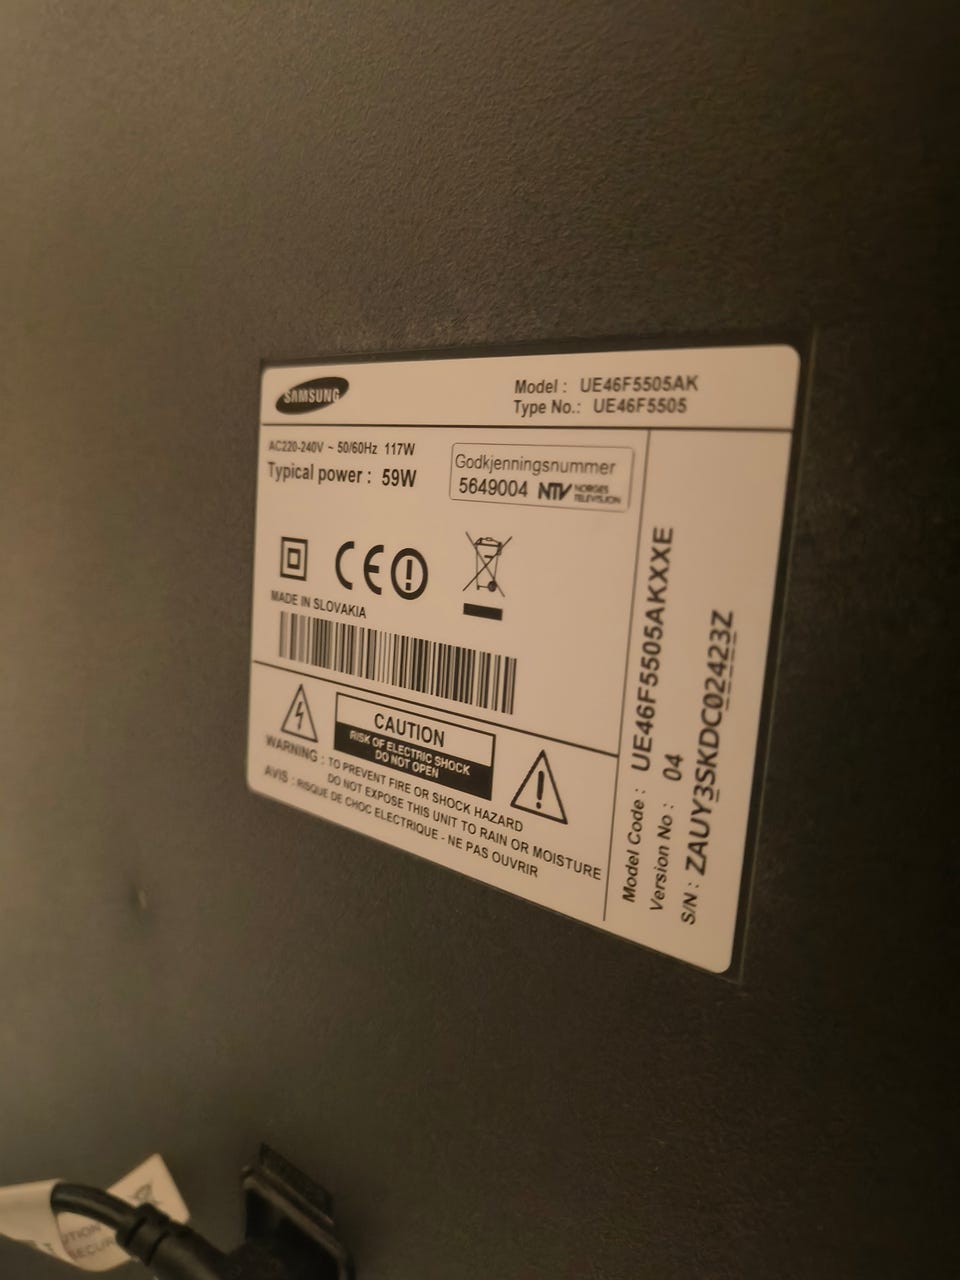 SAMSUNG
Model : UE46F5505AK
Type No.: UE46F5505
AC220-240V ~ 50/60Hz 117W
Typical power : 59W
Godkjenningsnummer
5649004 NTV NORGES
TELEVISJON
CE
MADE IN SLOVAKIA
CAUTION
RISK OF ELECTRIC SHOCK
DO NOT OPEN
WARNING : TO PREVENT FIRE OR SHOCK HAZARD
DO NOT EXPOSE THIS UNIT TO RAIN OR MOISTURE
AVIS : RISQUE DE CHOC ELECTRIQUE - NE PAS OUVRIR
Model Code : UE46F5505AKXXE
Version No : 04
S/N : ZAUY3SKDC02423Z